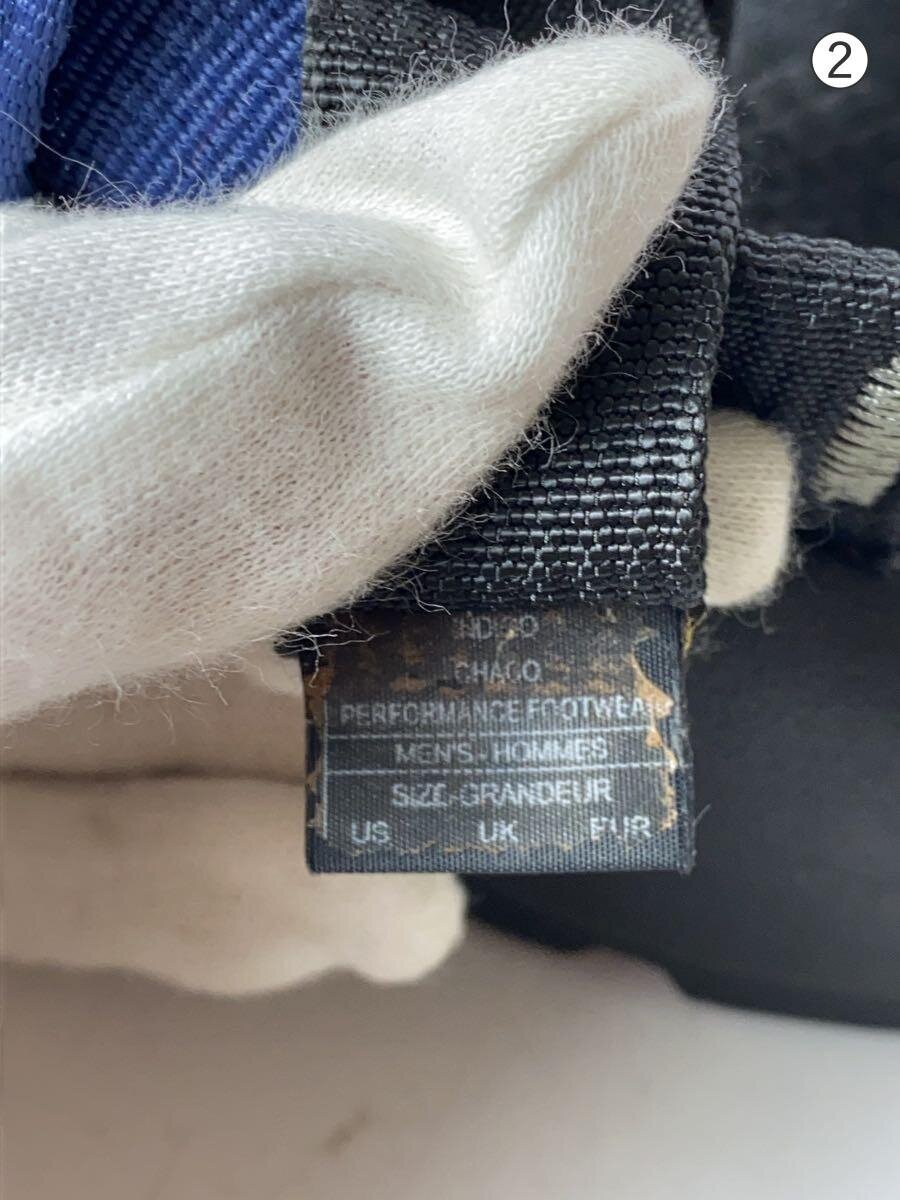 2
CHACO
PERFORMANCE FOOTWEAR
MEN'S-HOMMES
SIZE-GRANDEUR
US UK EUR